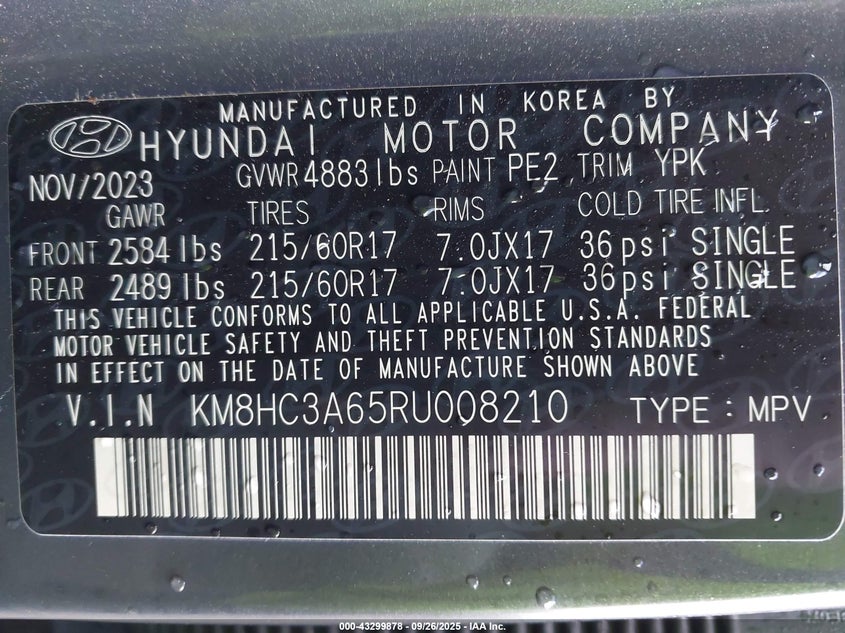 MANUFACTURED IN KOREA BY
HYUNDAI MOTOR COMPANY
NOV/2023 GVWR 4883lbs PAINT PE2 TRIM YPK
GAWR TIRES RIMS COLD TIRE INFL.
FRONT 2584 lbs 215/60R17 7.0JX17 36psi SINGLE
REAR 2489 lbs 215/60R17 7.0JX17 36psi SINGLE
THIS VEHICLE CONFORMS TO ALL APPLICABLE U.S.A. FEDERAL
MOTOR VEHICLE SAFETY AND THEFT PREVENTION STANDARDS
IN EFFECT ON THE DATE OF MANUFACTURE SHOWN ABOVE
V.I.N KM8HC3A65RU008210 TYPE : MPV
000-43299878 - 09/26/2025 - IAA Inc.